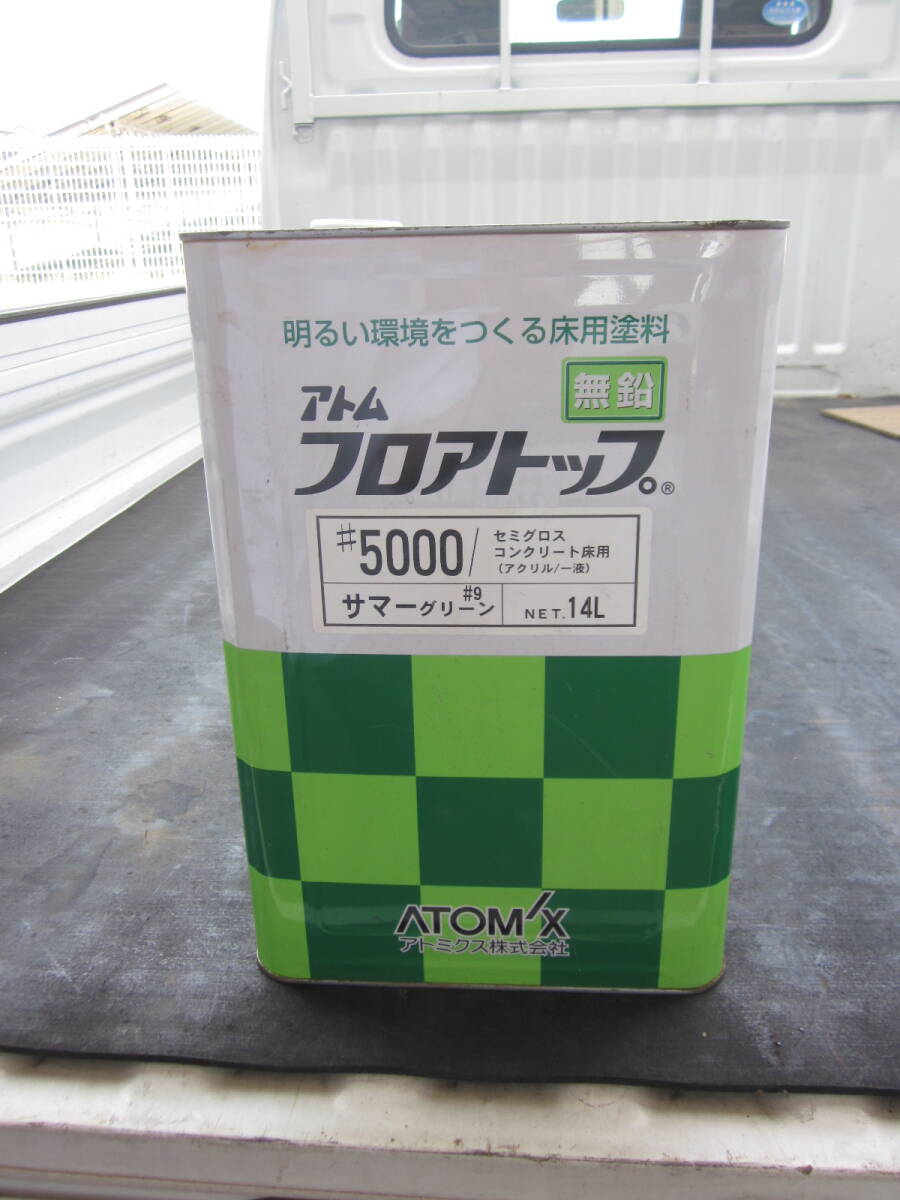 明るい環境をつくる床用塗料
無鉛
アトム
フロアトップ。®
#5000/
セミグロス
コンクリート床用
(アクリル/一液)
サマーグリーン #9
NET.14L
ATOMIX
アトミクス株式会社